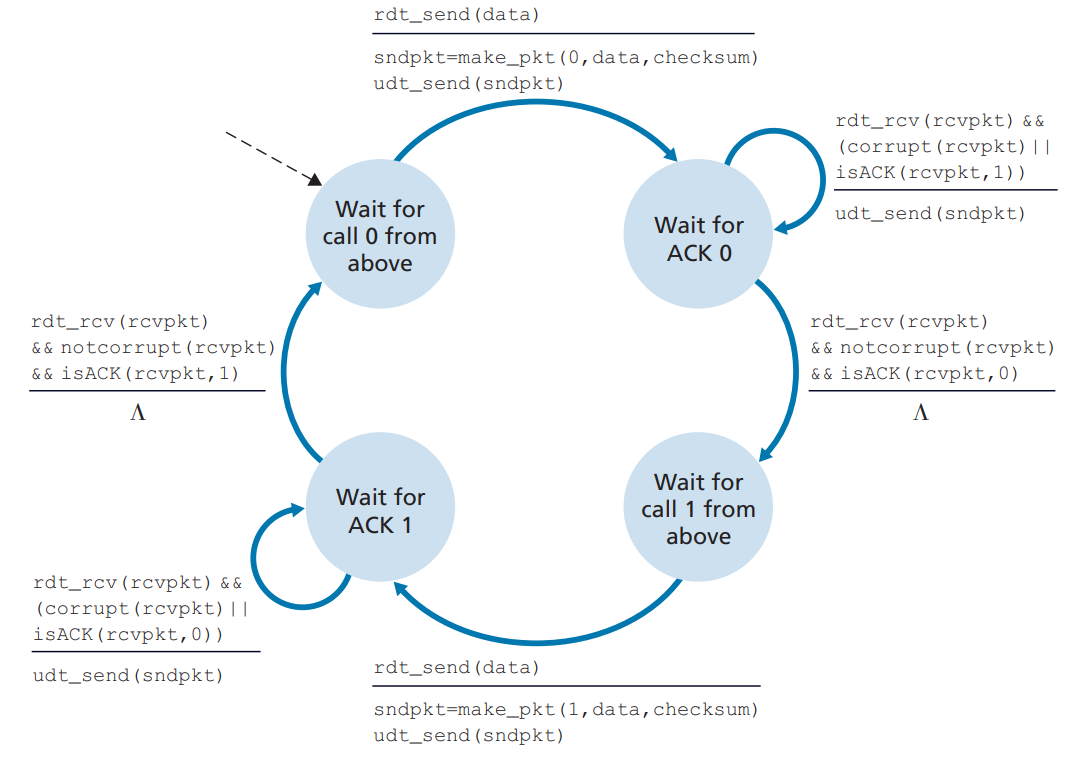 rdt_send(data)
sndpkt=make_pkt(0,data,checksum)
udt_send(sndpkt)
rdt_rcv(rcvpkt) &&
(corrupt(rcvpkt)||
isACK(rcvpkt,1))
udt_send(sndpkt)
Wait for
call 0 from
above
Wait for
ACK 0
rdt_rcv(rcvpkt)
&& notcorrupt(rcvpkt)
&& isACK(rcvpkt,1)
Λ
rdt_rcv(rcvpkt)
&& notcorrupt(rcvpkt)
&& isACK(rcvpkt,0)
Λ
Wait for
ACK 1
Wait for
call 1 from
above
rdt_rcv(rcvpkt) &&
(corrupt(rcvpkt)||
isACK(rcvpkt,0))
udt_send(sndpkt)
rdt_send(data)
sndpkt=make_pkt(1,data,checksum)
udt_send(sndpkt)